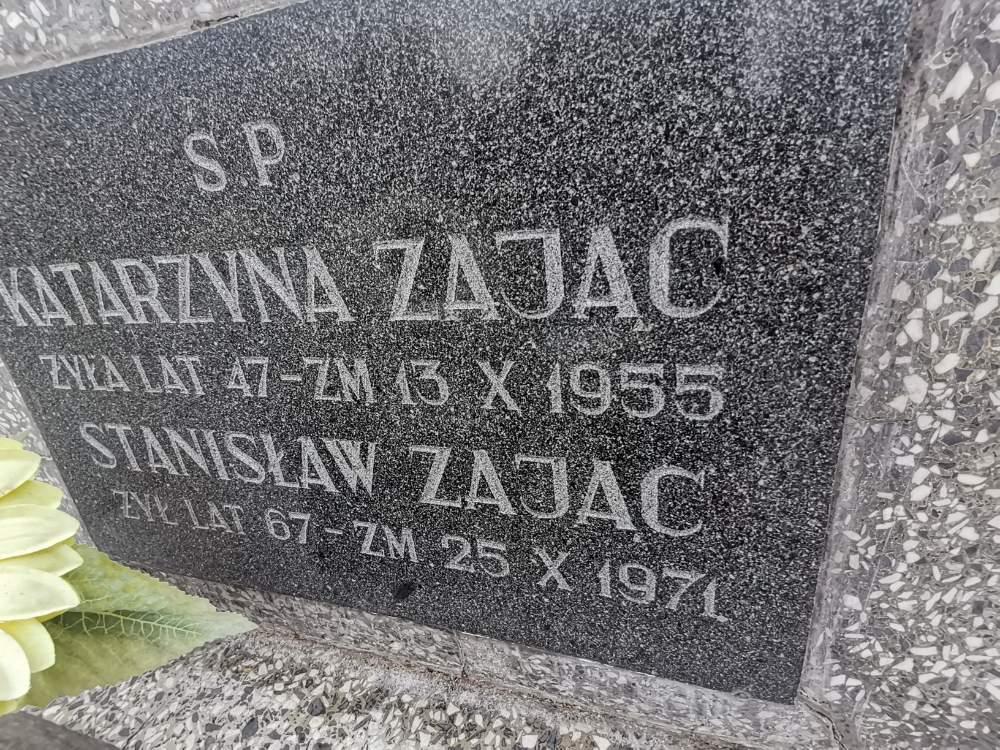 Ś.P.
KATARZYNA ZAJĄC
ŻYŁA LAT 47 - ZM 13 X 1955
STANISŁAW ZAJĄC
ŻYŁ LAT 67 - ZM. 25 X 1971